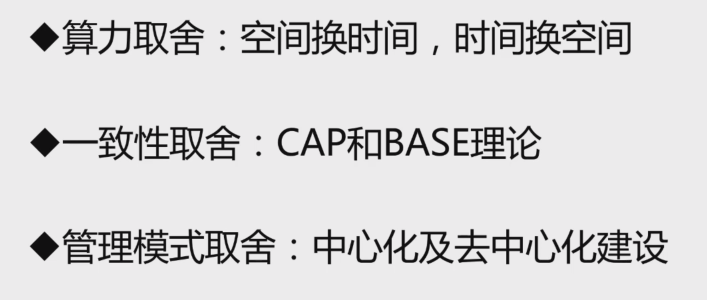 ◆算力取舍：空间换时间，时间换空间
◆一致性取舍：CAP和BASE理论
◆管理模式取舍：中心化及去中心化建设